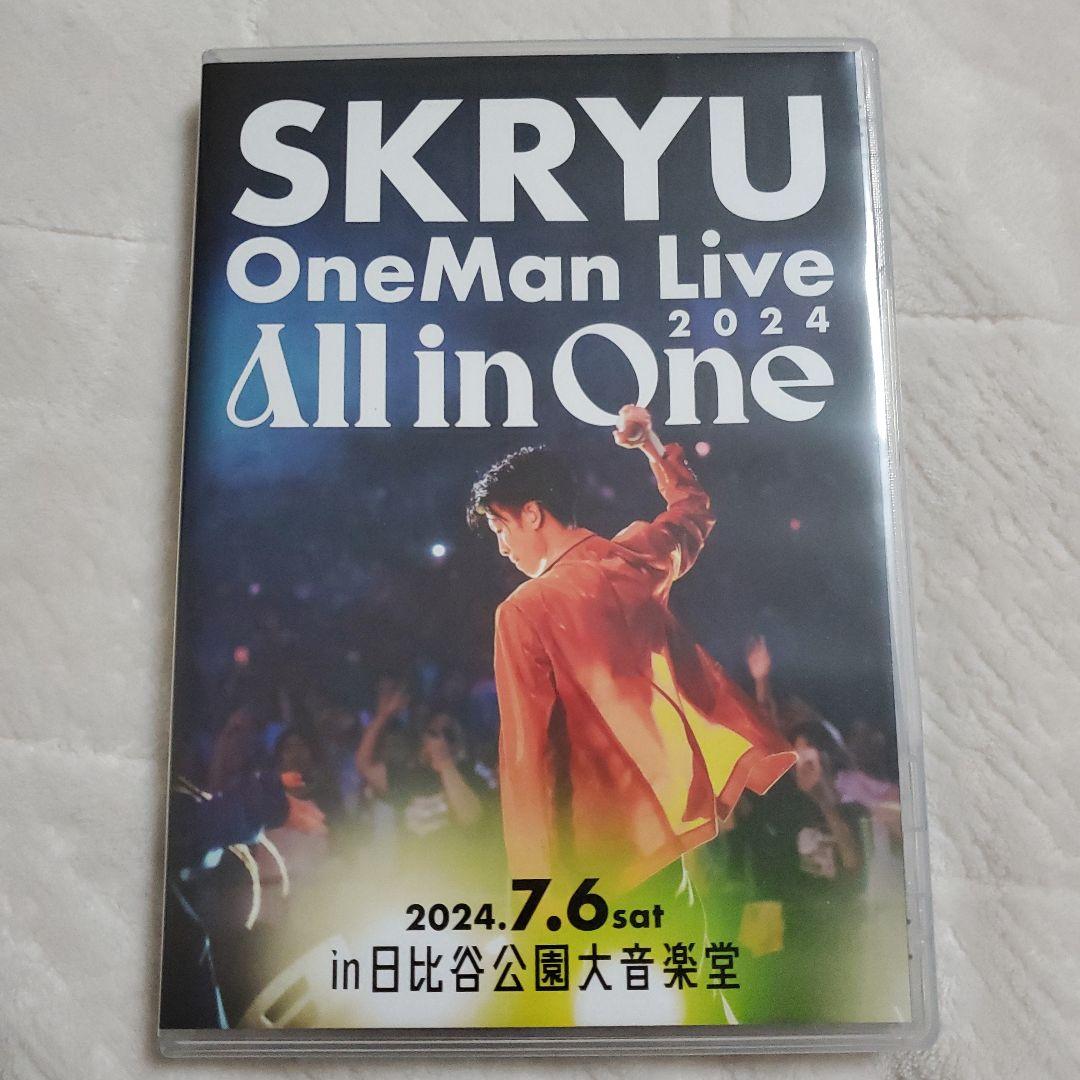 SKRYU
OneMan Live
2024
All in One
2024.7.6sat
in日比谷公園大音楽堂